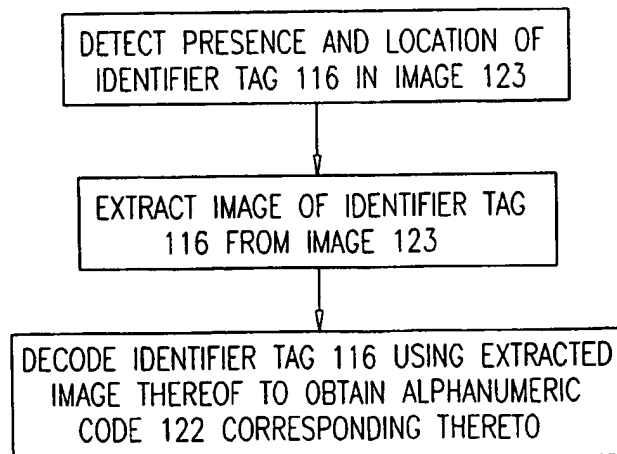 DETECT PRESENCE AND LOCATION OF
IDENTIFIER TAG 116 IN IMAGE 123
EXTRACT IMAGE OF IDENTIFIER TAG
116 FROM IMAGE 123
DECODE IDENTIFIER TAG 116 USING EXTRACTED
IMAGE THEREOF TO OBTAIN ALPHANUMERIC
CODE 122 CORRESPONDING THERETO